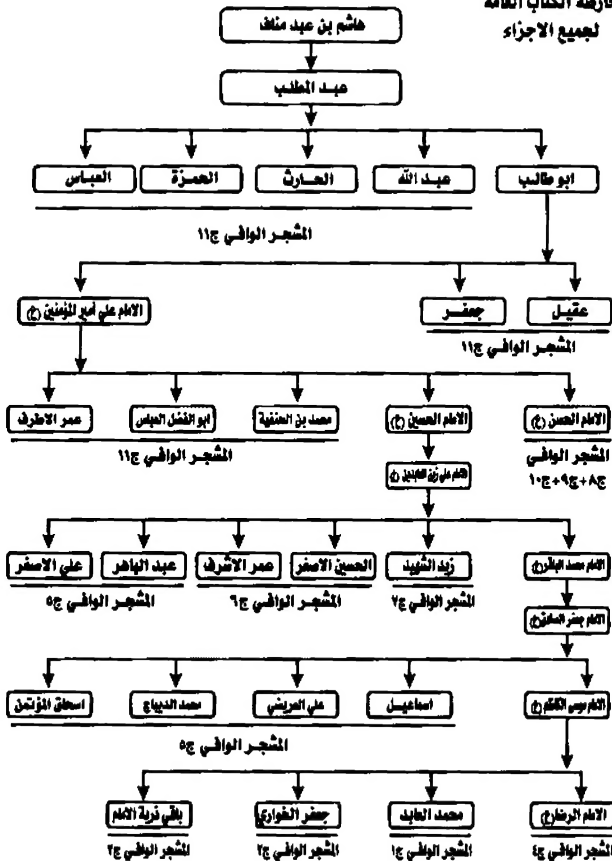 الكتاب العامة
لجميع الاجزاء
هاشم بن عبد مناف
عبد المطلب
ابو طالب
عبد الله
الحارث
الحمزة
العباس
المشجر الوافي ج١١
عقيل
جعفر
الامام علي أمير المؤمنين (ع)
المشجر الوافي ج١١
الامام الحسن (ع)
الامام الحسين (ع)
محمد بن الحنفية
ابو الفضل العباس
عمر الاطرف
المشجر الوافي
ج٨+ج٩+ج١٠
المشجر الوافي ج١١
الامام علي زين العابدين (ع)
الامام محمد الباقر (ع)
زيد الشهيد
الحسين الاصغر
عمر الاشرف
عبد الباهر
علي الاصغر
المشجر الوافي ج٧
المشجر الوافي ج٦
المشجر الوافي ج٥
الامام جعفر الصادق (ع)
الامام موسى الكاظم (ع)
اسماعيل
علي العريضي
محمد الديباج
اسحاق المؤتمن
المشجر الوافي ج٥
الامام الرضا (ع)
محمد العابد
جعفر الخواري
باقي ذرية الامام
المشجر الوافي ج٤
المشجر الوافي ج١
المشجر الوافي ج٢
المشجر الوافي ج٣